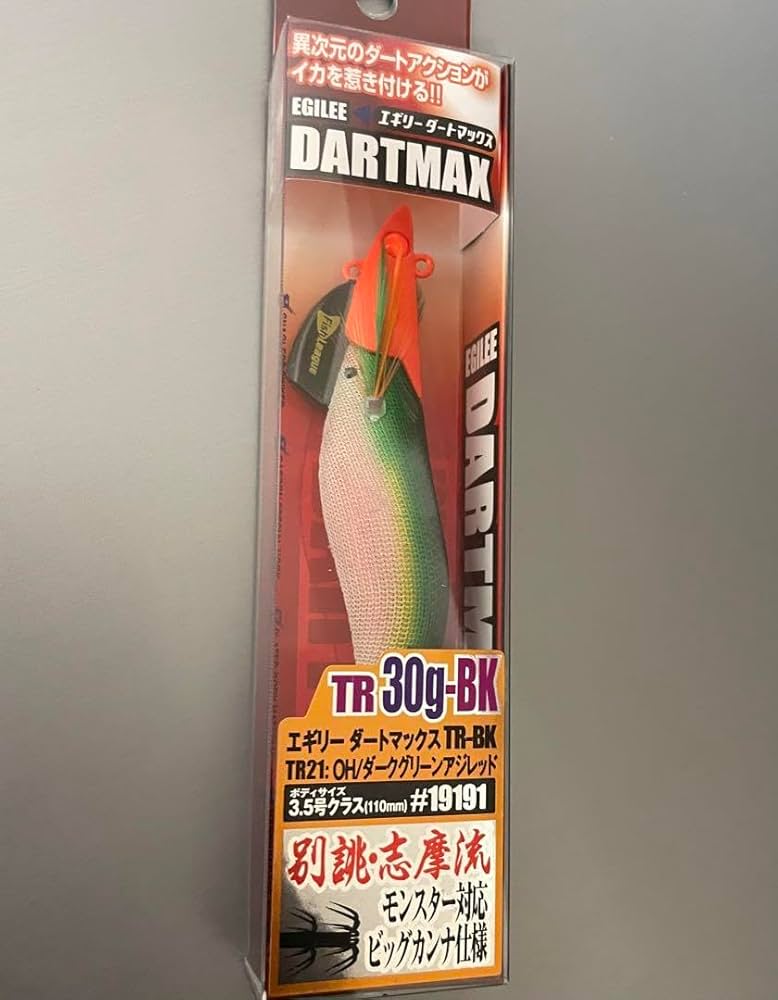 異次元のダートアクションが
イカを惹き付ける!!
EGILEE
エギリー ダートマックス
DARTMAX
Fish League
EGILEE
DARTM
TR 30g-BK
エギリー ダートマックス TR-BK
TR21: OH/ダークグリーンアジレッド
ボディサイズ
3.5号クラス(110mm) #19191
別誂・志摩流
モンスター対応
ビッグカンナ仕様